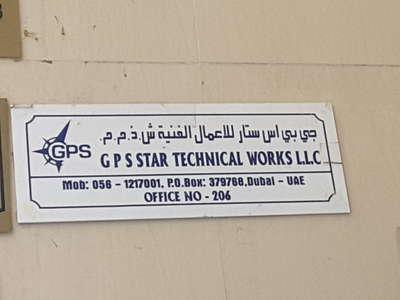 جي بي اس ستار للاعمال الفنية ش.ذ.م.م.
GPS
G P S STAR TECHNICAL WORKS L.L.C
Mob: 056 - 1217001, P.O.Box: 379768,Dubai - UAE
OFFICE NO - 206